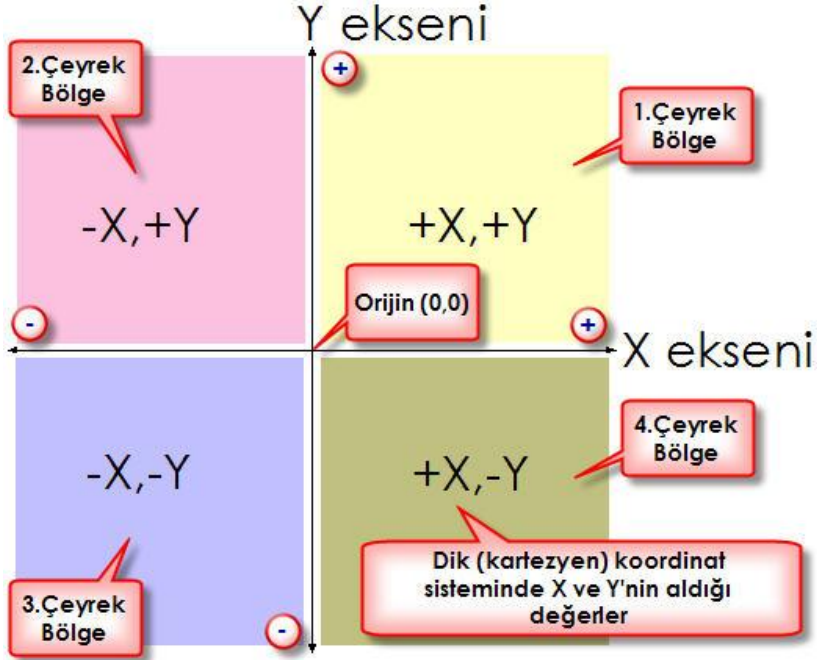 Y ekseni
2.Çeyrek
Bölge
+
1.Çeyrek
Bölge
-X,+Y
+X,+Y
Orijin (0,0)
-
+
X ekseni
4.Çeyrek
Bölge
-X,-Y
+X,-Y
Dik (kartezyen) koordinat
sisteminde X ve Y'nin aldığı
değerler
3.Çeyrek
Bölge
-